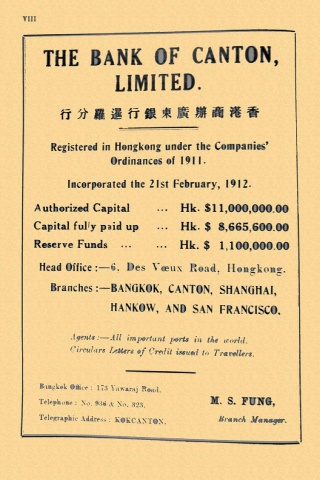 VIII
THE BANK OF CANTON,
LIMITED.
行分羅暹行銀東廣辦商港香
Registered in Hongkong under the Companies'
Ordinances of 1911.
Incorporated the 21st February, 1912.
Authorized Capital ... Hk. $11,000,000.00
Capital fully paid up ... Hk. $ 8,665,600.00
Reserve Funds ... ... Hk. $ 1,100,000.00
Head Office :—6. Des Vœux Road, Hongkong.
Branches :—BANGKOK, CANTON, SHANGHAI,
HANKOW, AND SAN FRANCISCO.
Agents :—All important ports in the world.
Circulars Letters of Credit issued to Travellers.
Bangkok Office : 173 Yawaraj Road.
Telephone : No. 936 & No. 823.
Telegraphic Address : KOKCANTON.
M. S. FUNG,
Branch Manager.